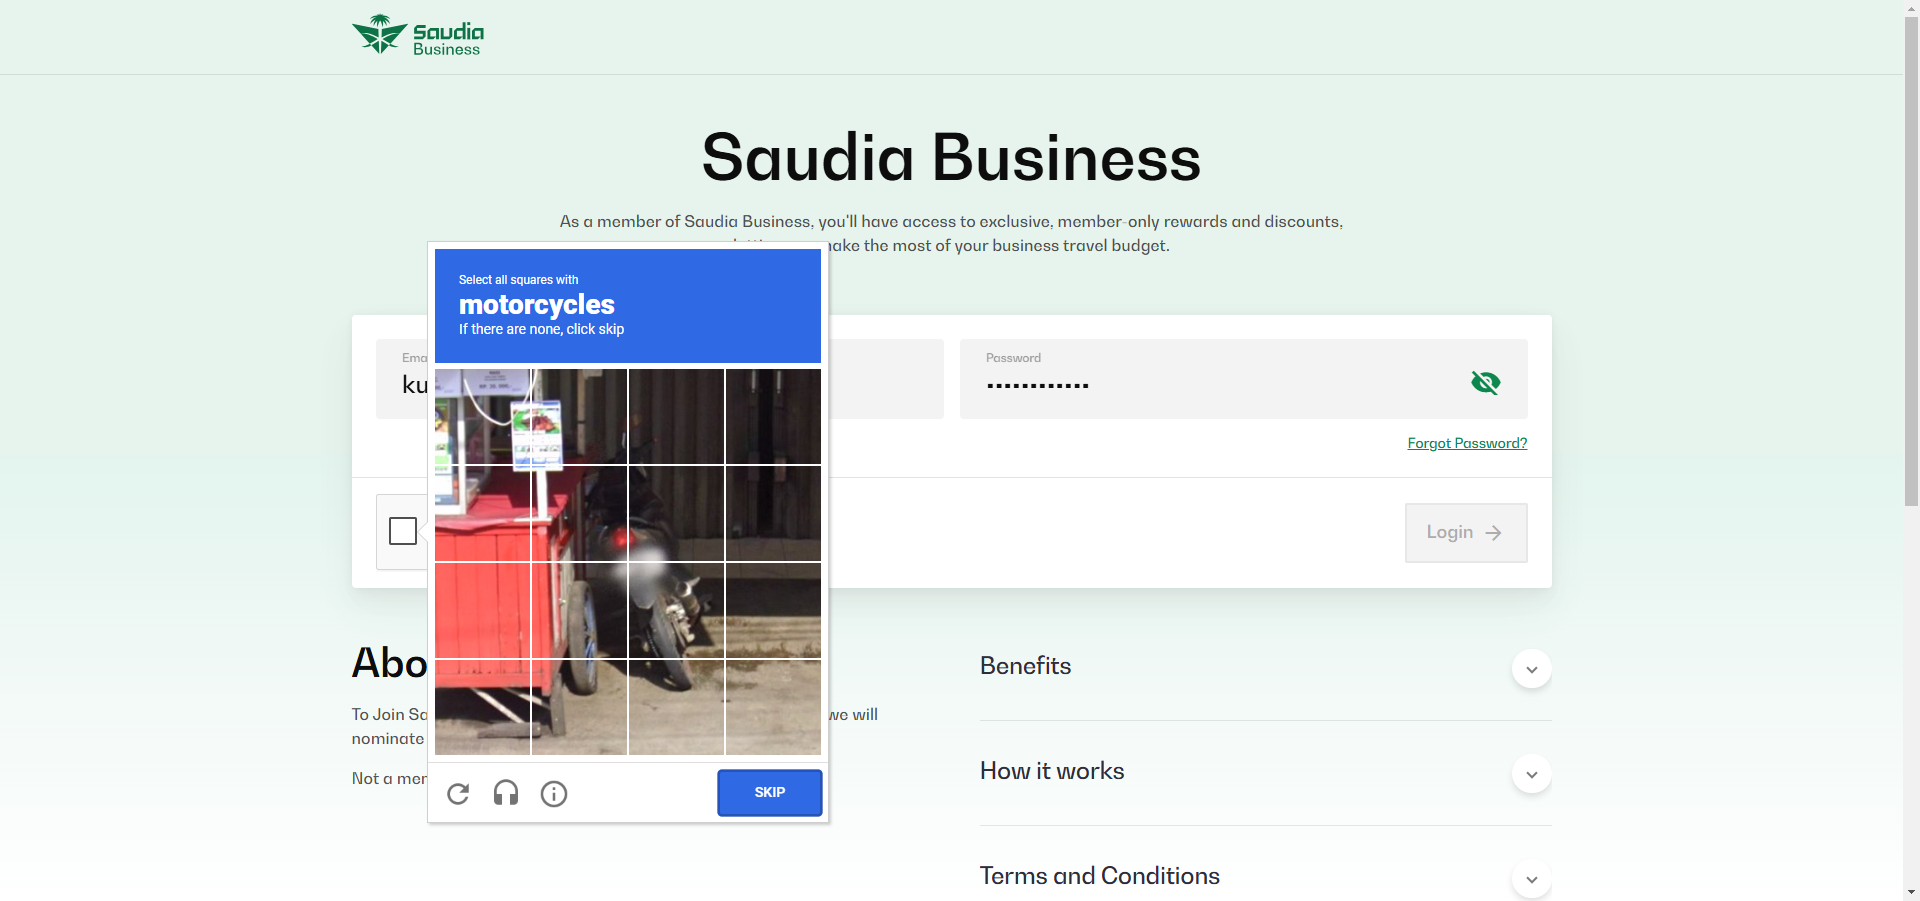 Saudia
Business
Saudia Business
As a member of Saudia Business, you'll have access to exclusive, member-only rewards and discounts,
make the most of your business travel budget.
Select all squares with
motorcycles
If there are none, click skip
Ema
ku
Password
Forgot Password?
Login
Abo
To Join Sa
we will
nominate
Not a mer
SKIP
Benefits
How it works
Terms and Conditions